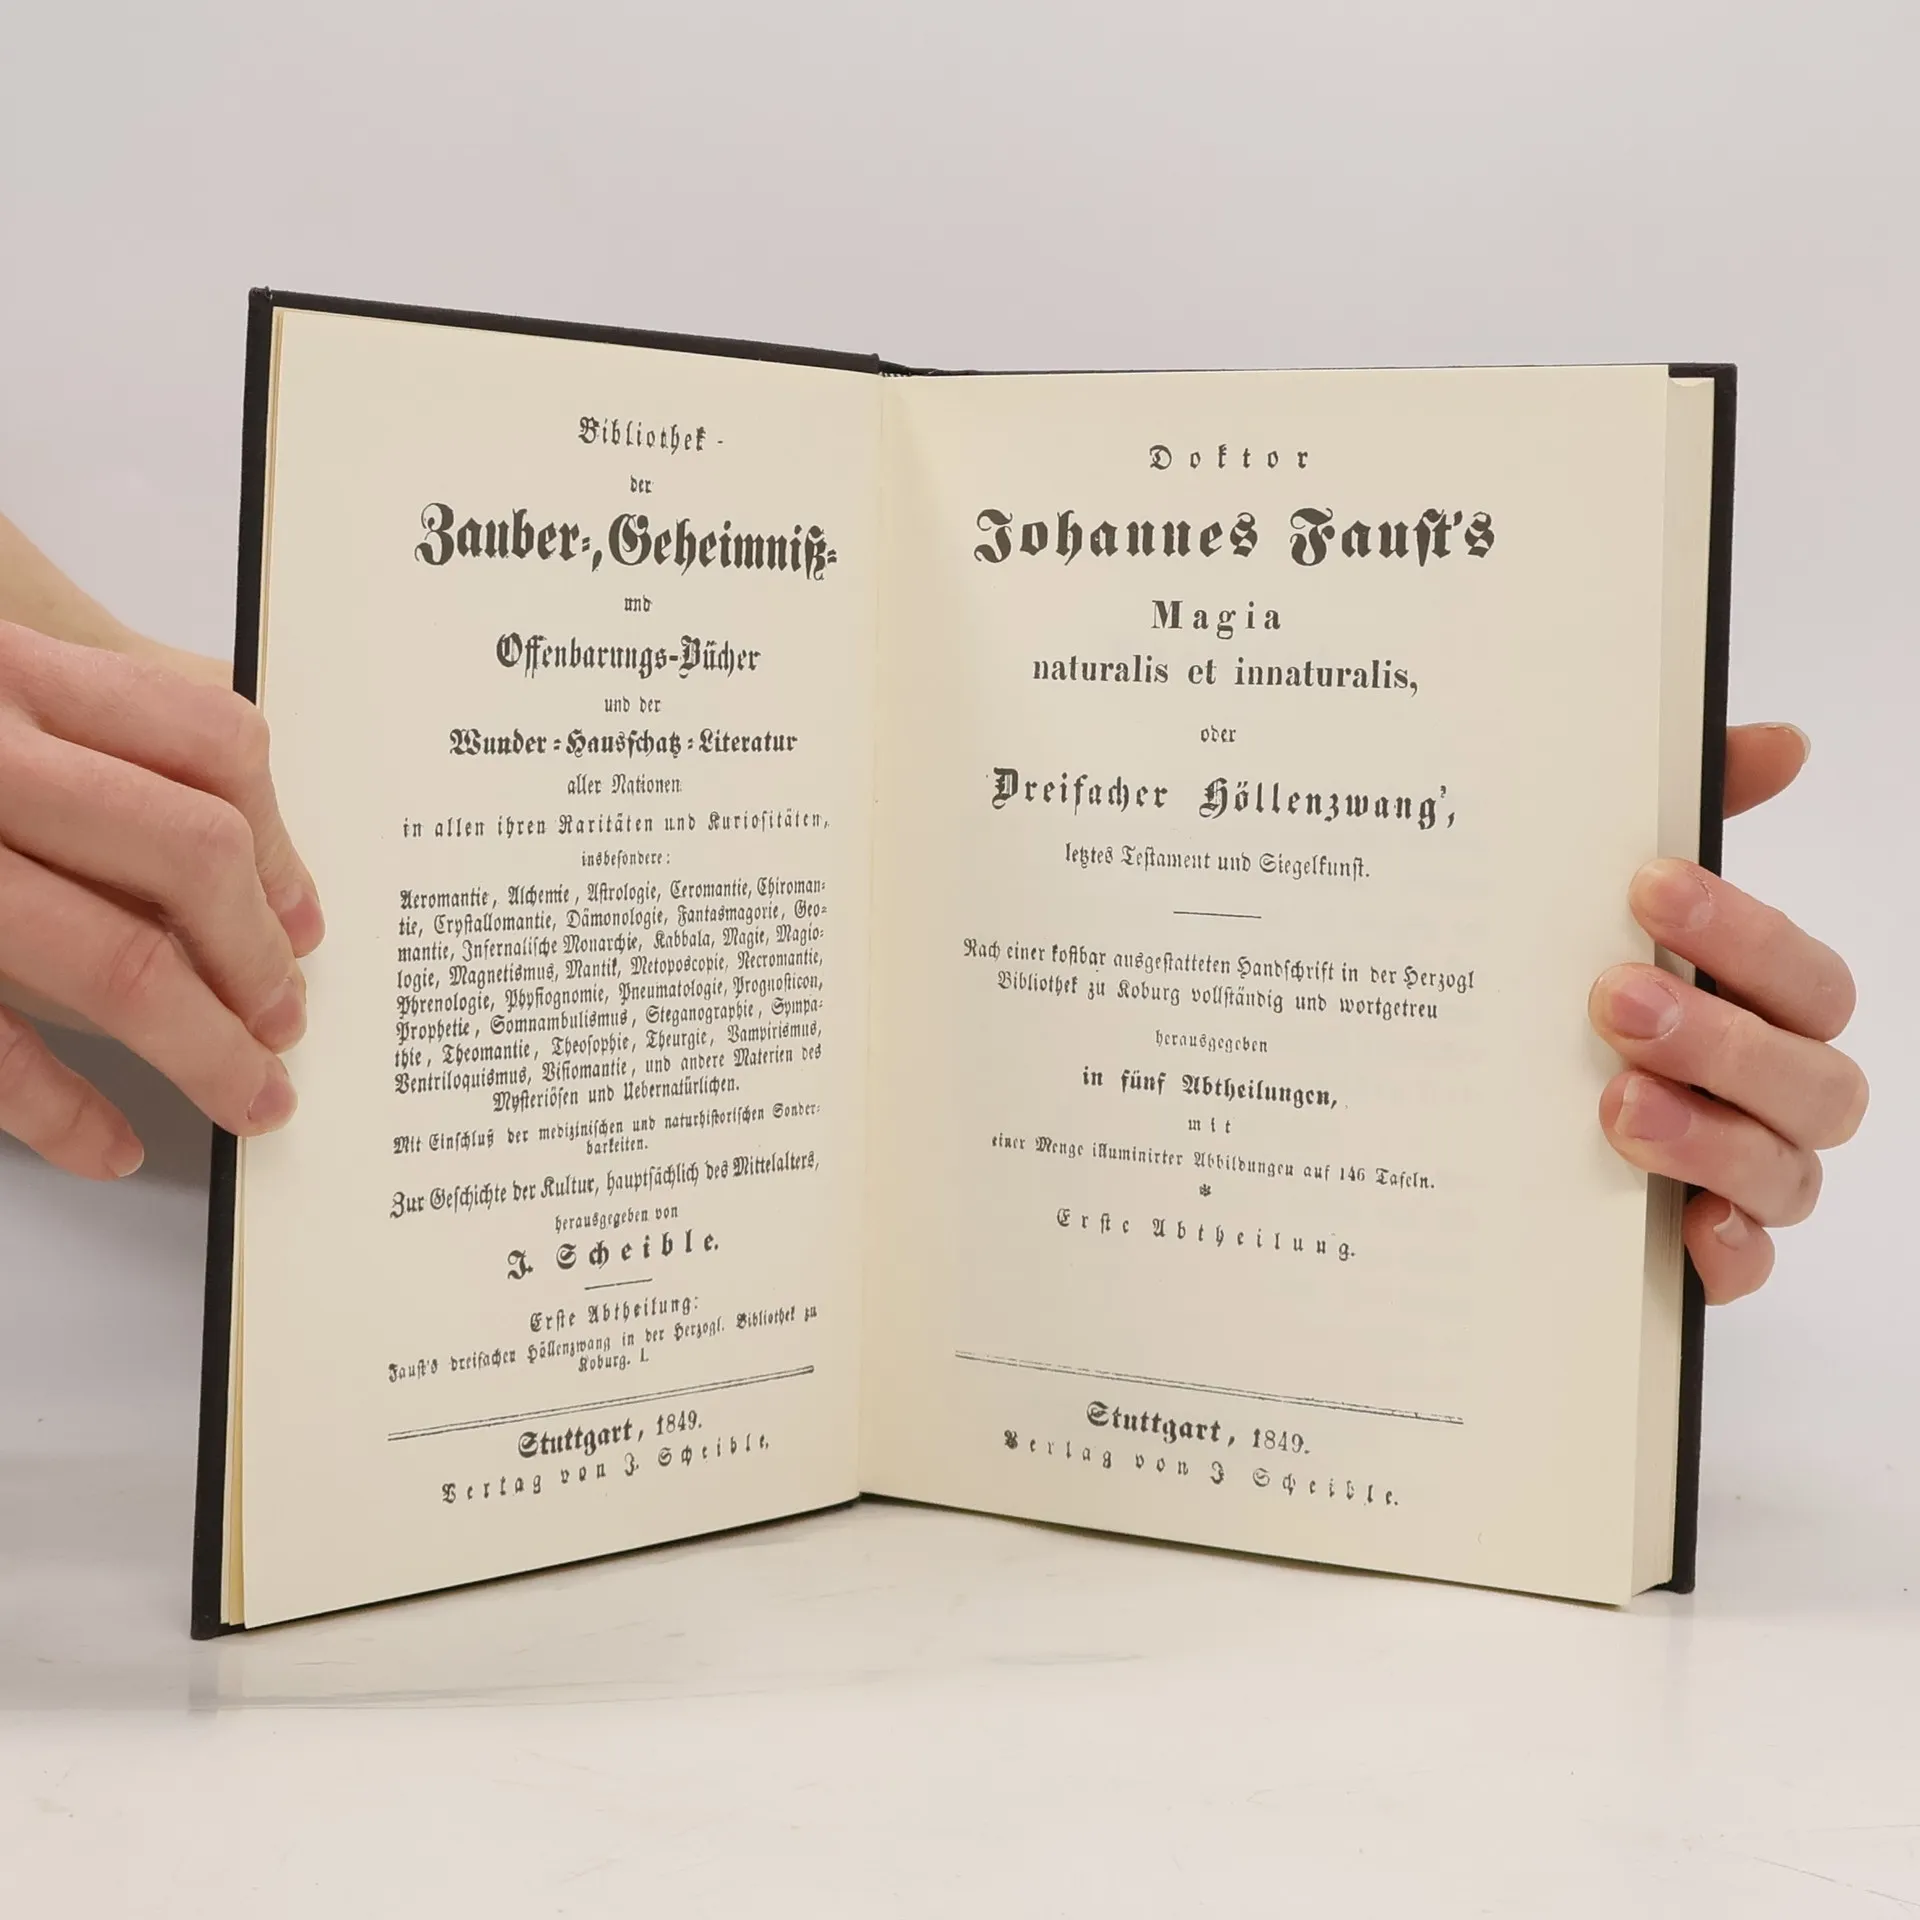 Bibliothek
der
Zauber-, Geheimniß-
und
Offenbarungs-Bücher
und der
Wunder-Hausschatz-Literatur
aller Nationen
in allen ihren Raritäten und Kuriositäten,
insbesondere:
Aeromantie, Alchemie, Astrologie, Ceromantie, Chiroman-
tie, Crystallomantie, Dämonologie, Fantasmagorie, Geo-
mantie, Infernalische Monarchie, Kabbala, Magie, Magio-
logie, Magnetismus, Mantik, Metoposcopie, Necromantie,
Phrenologie, Physiognomie, Pneumatologie, Prognosticon,
Prophetie, Somnambulismus, Steganographie, Sympa-
thie, Theomantie, Theosophie, Theurgie, Vampirismus,
Ventriloquismus, Visiomantie, und andere Materien des
Mysteriösen und Uebernatürlichen.
Mit Einschluß der medizinischen und naturhistorischen Sonder-
barkeiten.
Zur Geschichte der Kultur, hauptsächlich des Mittelalters,
herausgegeben von
J. Scheible.
Erste Abtheilung:
Faust's dreifacher Höllenzwang in der Herzogl. Bibliothek zu
Koburg. I.
Stuttgart, 1849.
Verlag von J. Scheible.
Doktor
Johannes Faust's
Magia
naturalis et innaturalis,
oder
Dreifacher Höllenzwang,
letztes Testament und Siegelkunst.
Nach einer kostbar ausgestatteten Handschrift in der Herzogl
Bibliothek zu Koburg vollständig und wortgetreu
herausgegeben
in fünf Abtheilungen,
mit
einer Menge illuminirter Abbildungen auf 146 Tafeln.
*
Erste Abtheilung.
Stuttgart, 1849.
Verlag von J Scheible.